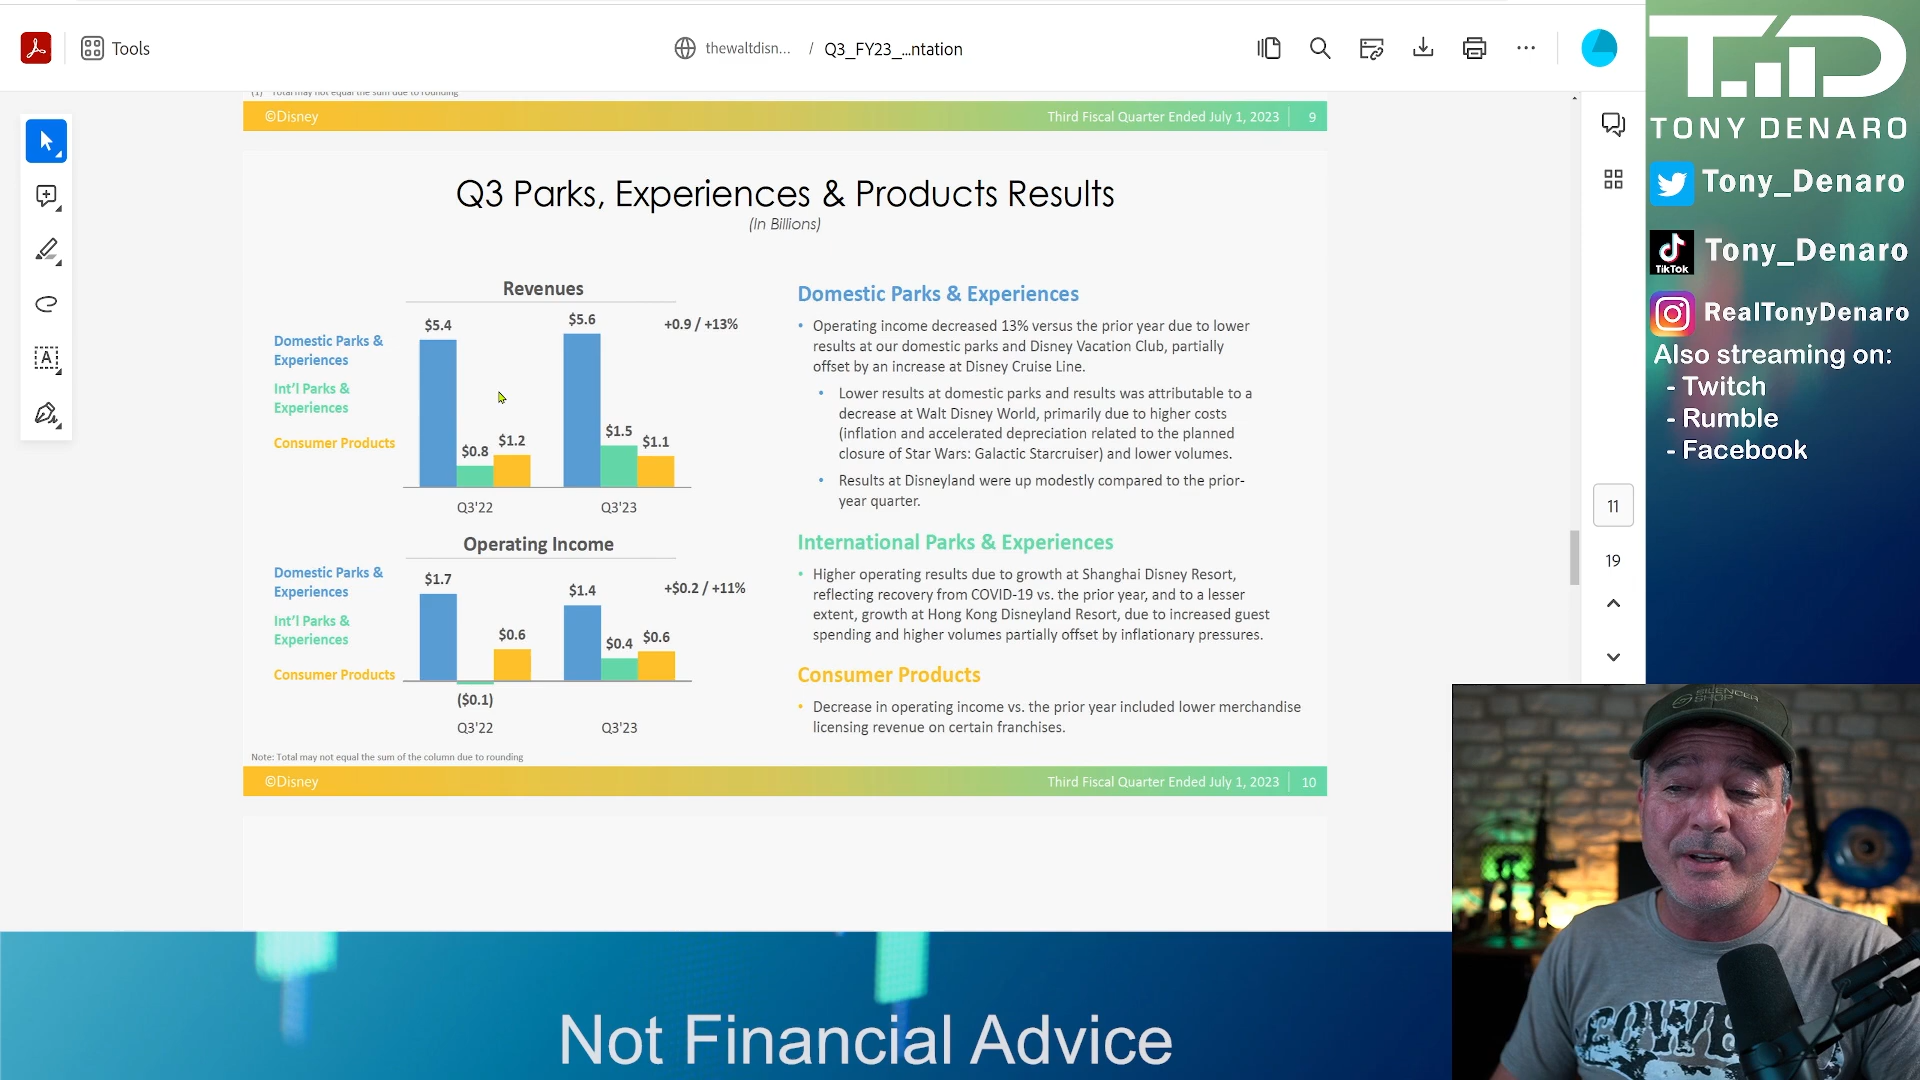 Tools
thewaltdisn... / Q3_FY23_...ntation
(1) Total may not equal the sum due to rounding
©Disney
Third Fiscal Quarter Ended July 1, 2023 | 9
Q3 Parks, Experiences & Products Results
(In Billions)
Revenues
Domestic Parks & Experiences
Int'l Parks & Experiences
Consumer Products
$5.4
$0.8
$1.2
$5.6
$1.5
$1.1
+0.9 / +13%
Q3'22
Q3'23
Operating Income
Domestic Parks & Experiences
Int'l Parks & Experiences
Consumer Products
$1.7
($0.1)
$0.6
$1.4
$0.4
$0.6
+$0.2 / +11%
Q3'22
Q3'23
Note: Total may not equal the sum of the column due to rounding
Domestic Parks & Experiences
• Operating income decreased 13% versus the prior year due to lower
results at our domestic parks and Disney Vacation Club, partially
offset by an increase at Disney Cruise Line.
• Lower results at domestic parks and results was attributable to a
decrease at Walt Disney World, primarily due to higher costs
(inflation and accelerated depreciation related to the planned
closure of Star Wars: Galactic Starcruiser) and lower volumes.
• Results at Disneyland were up modestly compared to the prior-
year quarter.
International Parks & Experiences
• Higher operating results due to growth at Shanghai Disney Resort,
reflecting recovery from COVID-19 vs. the prior year, and to a lesser
extent, growth at Hong Kong Disneyland Resort, due to increased guest
spending and higher volumes partially offset by inflationary pressures.
Consumer Products
• Decrease in operating income vs. the prior year included lower merchandise
licensing revenue on certain franchises.
©Disney
Third Fiscal Quarter Ended July 1, 2023 | 10
11
19
TD
TONY DENARO
Tony_Denaro
TikTok
Tony_Denaro
RealTonyDenaro
Also streaming on:
- Twitch
- Rumble
- Facebook
SILENCER
SHOP
Not Financial Advice